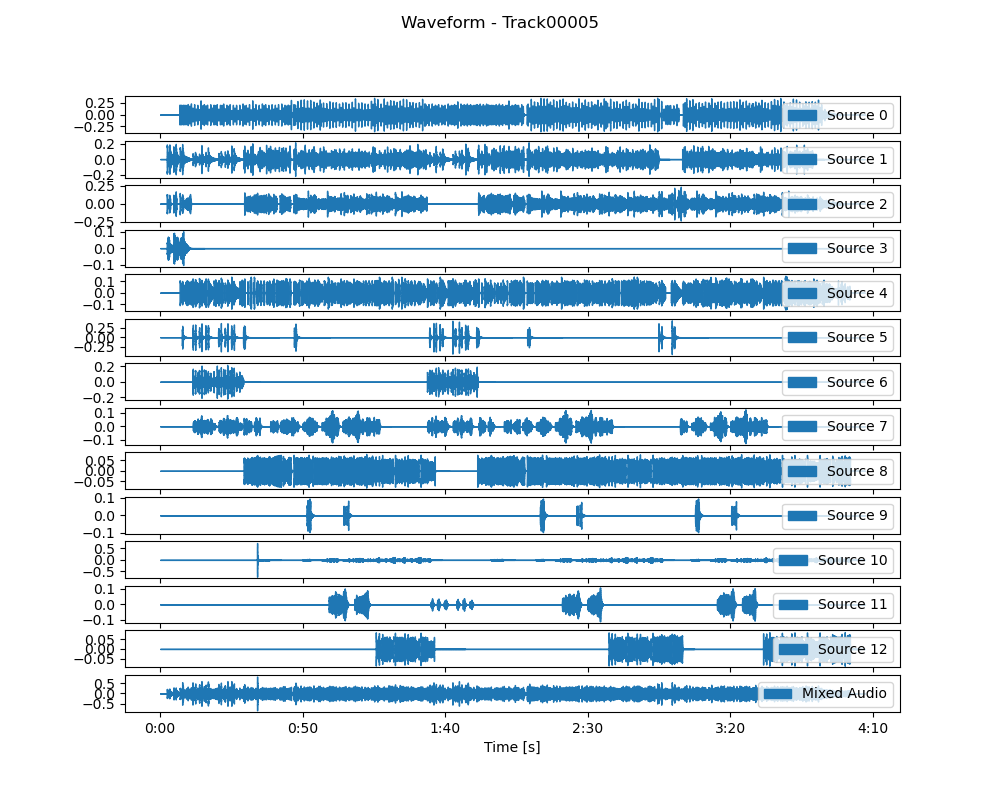 Waveform - Track00005
0.25
0.00
−0.25
Source 0
0.2
0.0
−0.2
Source 1
0.25
0.00
−0.25
Source 2
0.1
0.0
−0.1
Source 3
0.1
0.0
−0.1
Source 4
0.25
0.00
−0.25
Source 5
0.2
0.0
−0.2
Source 6
0.1
0.0
−0.1
Source 7
0.05
0.00
−0.05
Source 8
0.1
0.0
−0.1
Source 9
0.5
0.0
−0.5
Source 10
0.1
0.0
−0.1
Source 11
0.05
0.00
−0.05
Source 12
0.5
0.0
−0.5
Mixed Audio
0:00 0:50 1:40 2:30 3:20 4:10
Time [s]